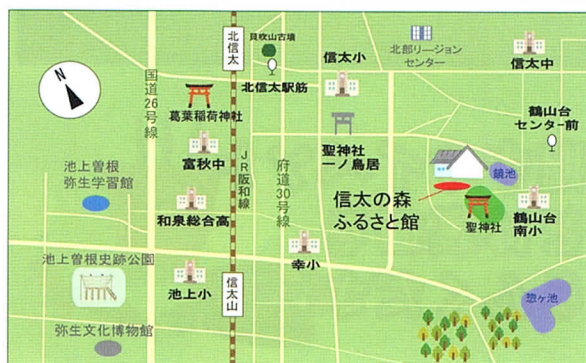 北信太
貝吹山古墳
北信太駅筋
信太小
北部リージョン
センター
信太中
N
国道26号線
葛葉稲荷神社
富秋中
JR阪和線
府道30号線
聖神社
一ノ鳥居
鶴山台
センター前
池上曽根
弥生学習館
鏡池
信太の森
ふるさと館
聖神社
鶴山台
南小
和泉総合高
幸小
池上曽根史跡公園
池上小
信太山
惣ヶ池
弥生文化博物館